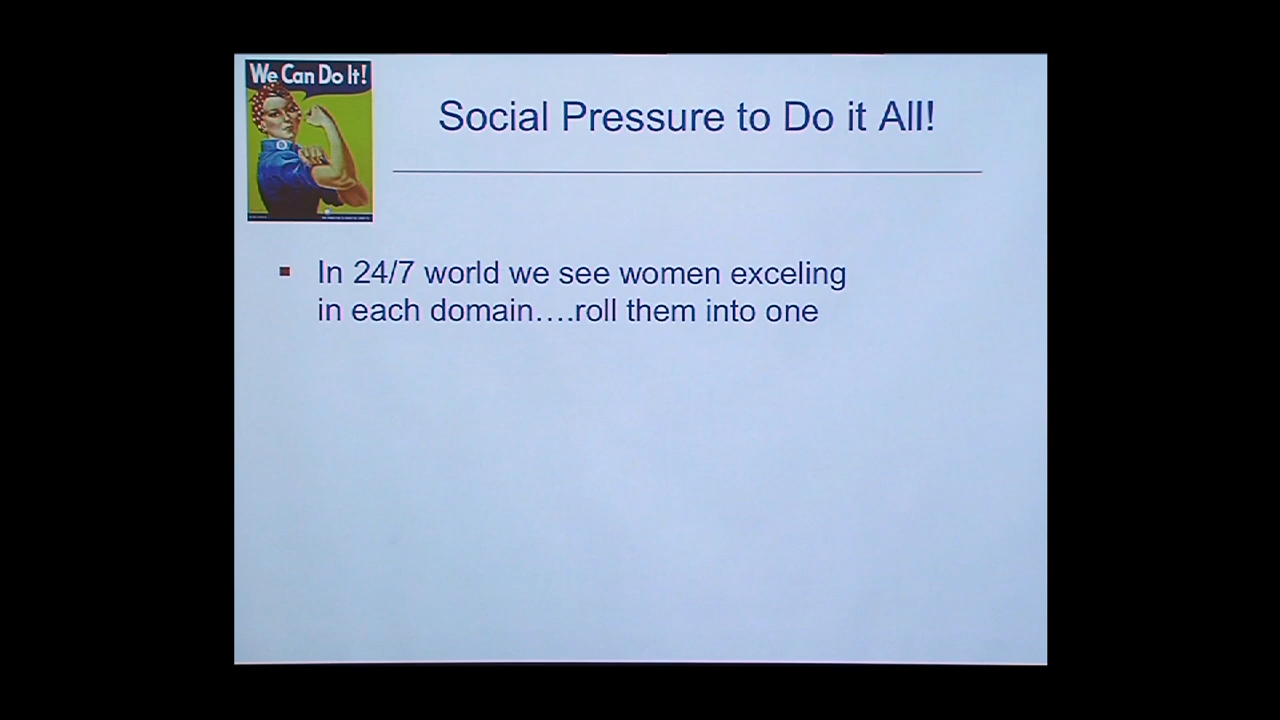 We Can Do It!
Social Pressure to Do it All!
▪ In 24/7 world we see women exceling
in each domain….roll them into one